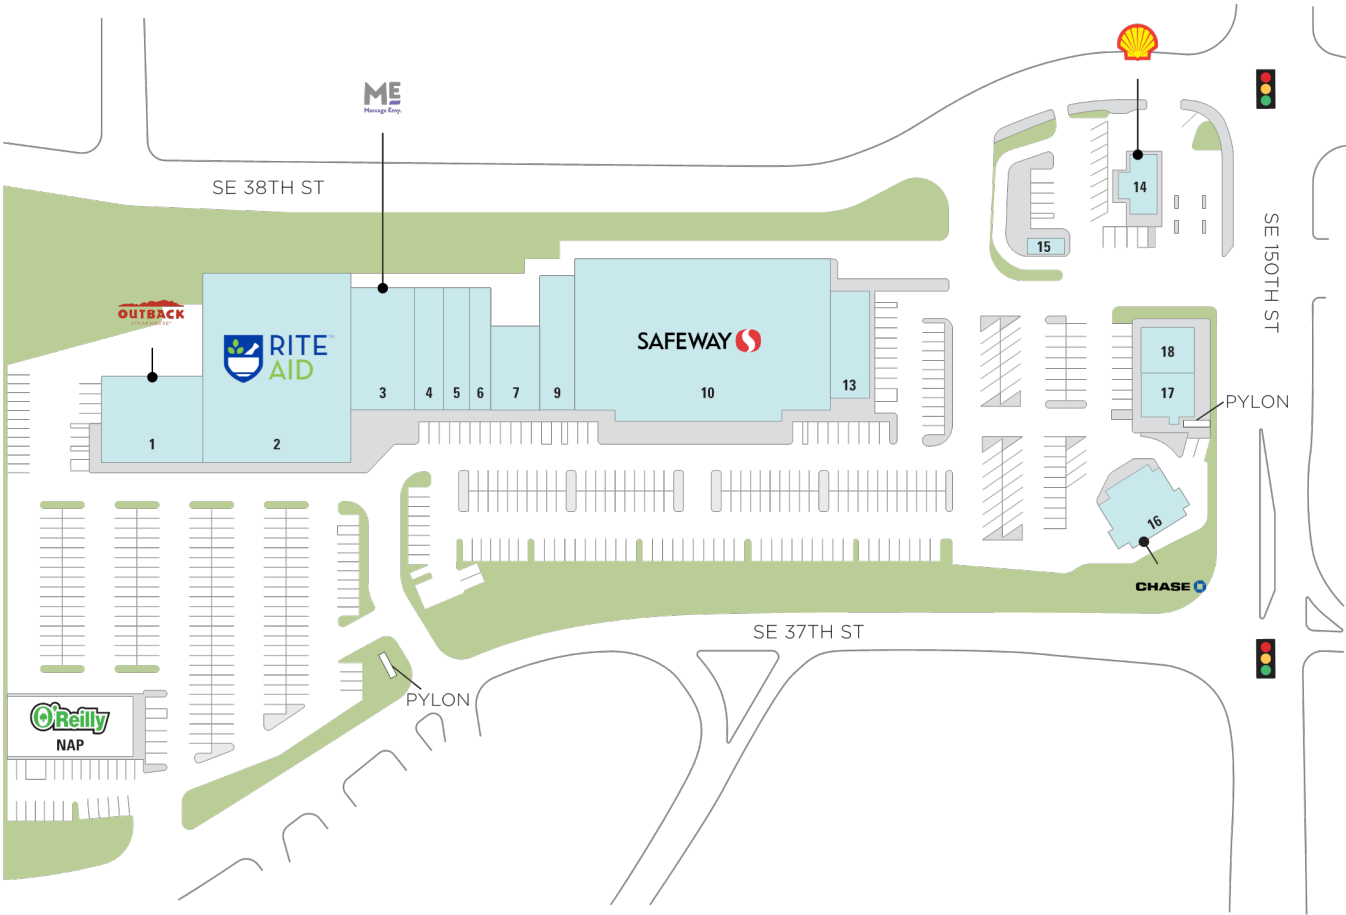 ME
Massage Envy.
SE 38TH ST
14
15
SE 150TH ST
OUTBACK
STEAKHOUSE
RITE
AID
SAFEWAY
1
2
3
4
5
6
7
9
10
13
18
17
PYLON
16
CHASE
SE 37TH ST
PYLON
O'Reilly
NAP